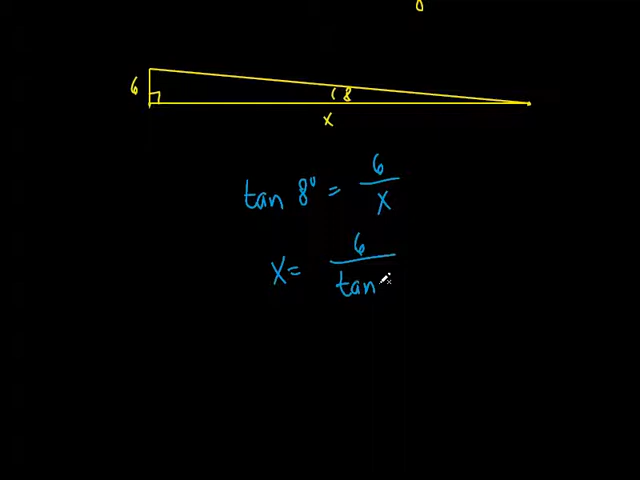 6
8
x
tan 8° = 6/x
x = 6/tan